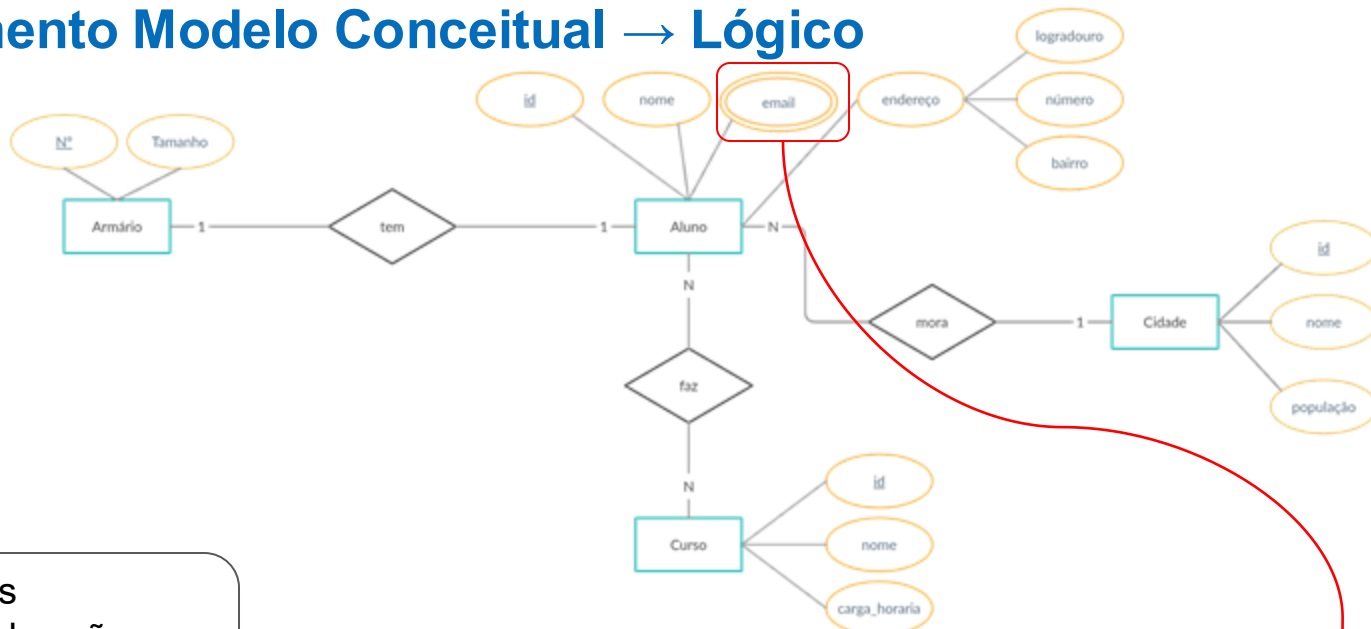 Modelo Conceitual → Lógico
logradouro
id
nome
email
endereço
número
Nº
Tamanho
bairro
Armário
1
tem
1
Aluno
N
id
N
mora
1
Cidade
nome
faz
população
N
id
Curso
nome
carga_horaria